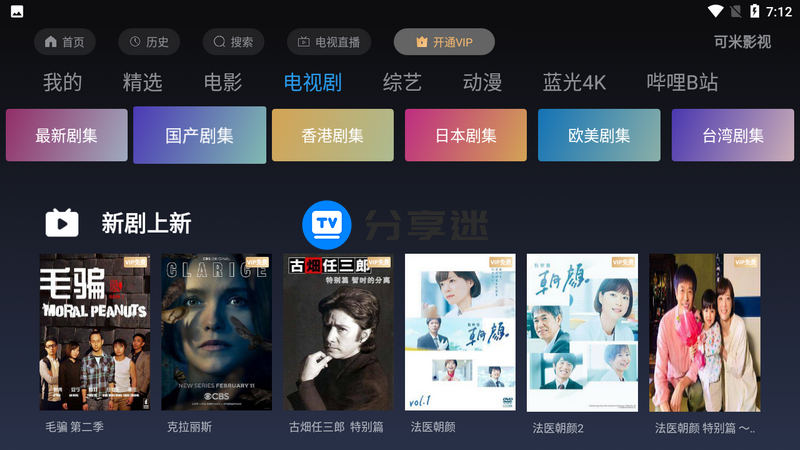 7:12
首页 历史 搜索 电视直播 开通VIP 可米影视
我的 精选 电影 电视剧 综艺 动漫 蓝光4K 哔哩B站
最新剧集 国产剧集 香港剧集 日本剧集 欧美剧集 台湾剧集
新剧上新
TV 分享迷
VIP免费 VIP免费 VIP免费 VIP免费 VIP免费 VIP免费
毛骗
MORAL PEANUTS
CLARICE
NEW SERIES FEBRUARY 11
CBS
古畑任三郎
特别篇 暂时的分离
朝顔
vol.1
DVD
朝顔
毛骗 第二季 克拉丽斯 古畑任三郎 特别篇 法医朝颜 法医朝颜2 法医朝颜 特别篇 ～..